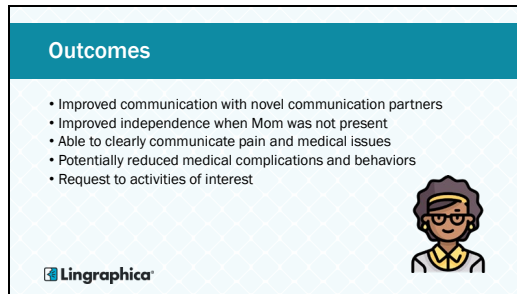 Outcomes
• Improved communication with novel communication partners
• Improved independence when Mom was not present
• Able to clearly communicate pain and medical issues
• Potentially reduced medical complications and behaviors
• Request to activities of interest
Lingraphica®